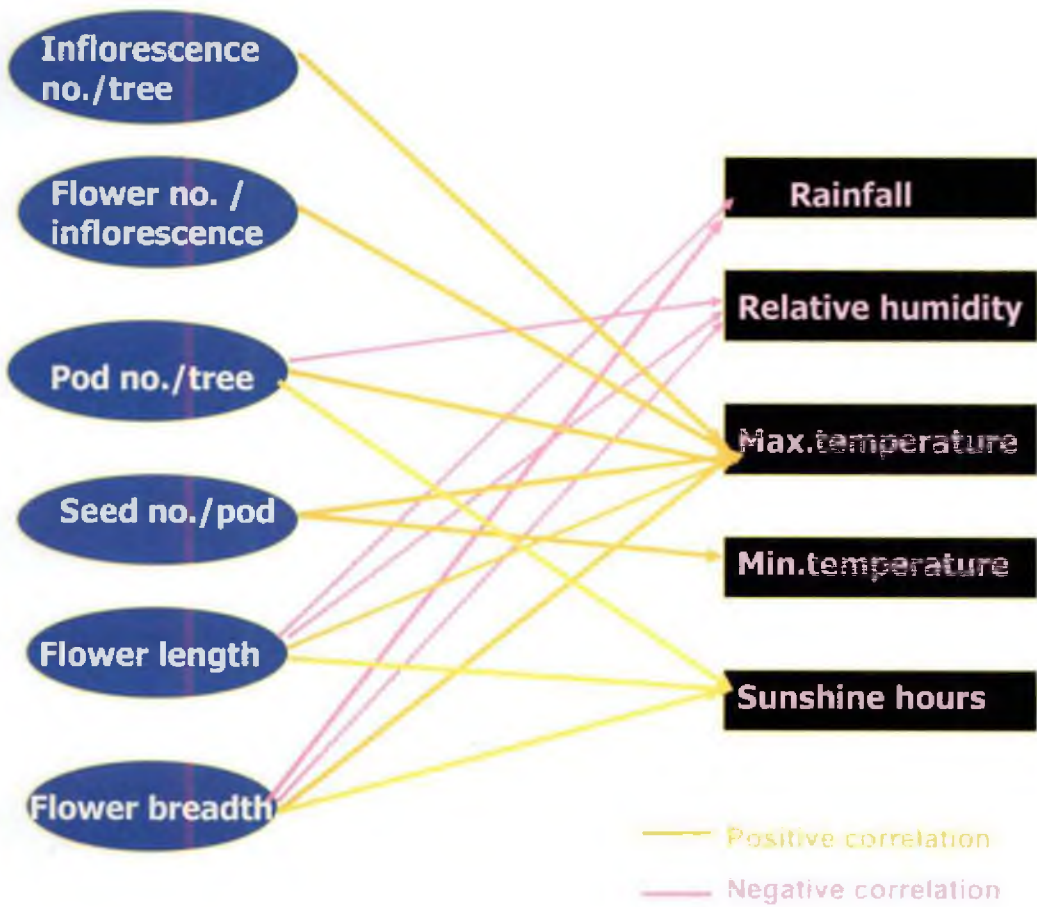 Inflorescence
no./tree
Flower no. /
inflorescence
Pod no./tree
Seed no./pod
Flower length
Flower breadth
Rainfall
Relative humidity
Max.temperature
Min.temperature
Sunshine hours
Positive correlation
Negative correlation